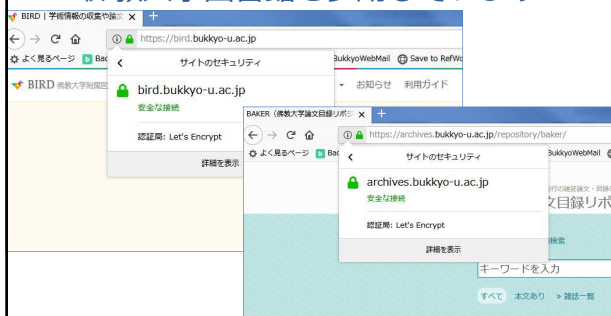 BIRD | 学術情報の収集や論文
https://bird.bukkyo-u.ac.jp
よく見るページ
サイトのセキュリティ
BukkyoWebMail Save to RefWo
BIRD 佛教大学附属図
bird.bukkyo-u.ac.jp
安全な接続
認証局: Let's Encrypt
詳細を表示
お知らせ 利用ガイド
BAKER (佛教大学論文目録リポジ
https://archives.bukkyo-u.ac.jp/repository/baker/
よく見るページ
サイトのセキュリティ
BukkyoWebMail
archives.bukkyo-u.ac.jp
安全な接続
認証局: Let's Encrypt
詳細を表示
文目録リポ
検索
キーワードを入力
すべて 本文あり » 雑誌一覧